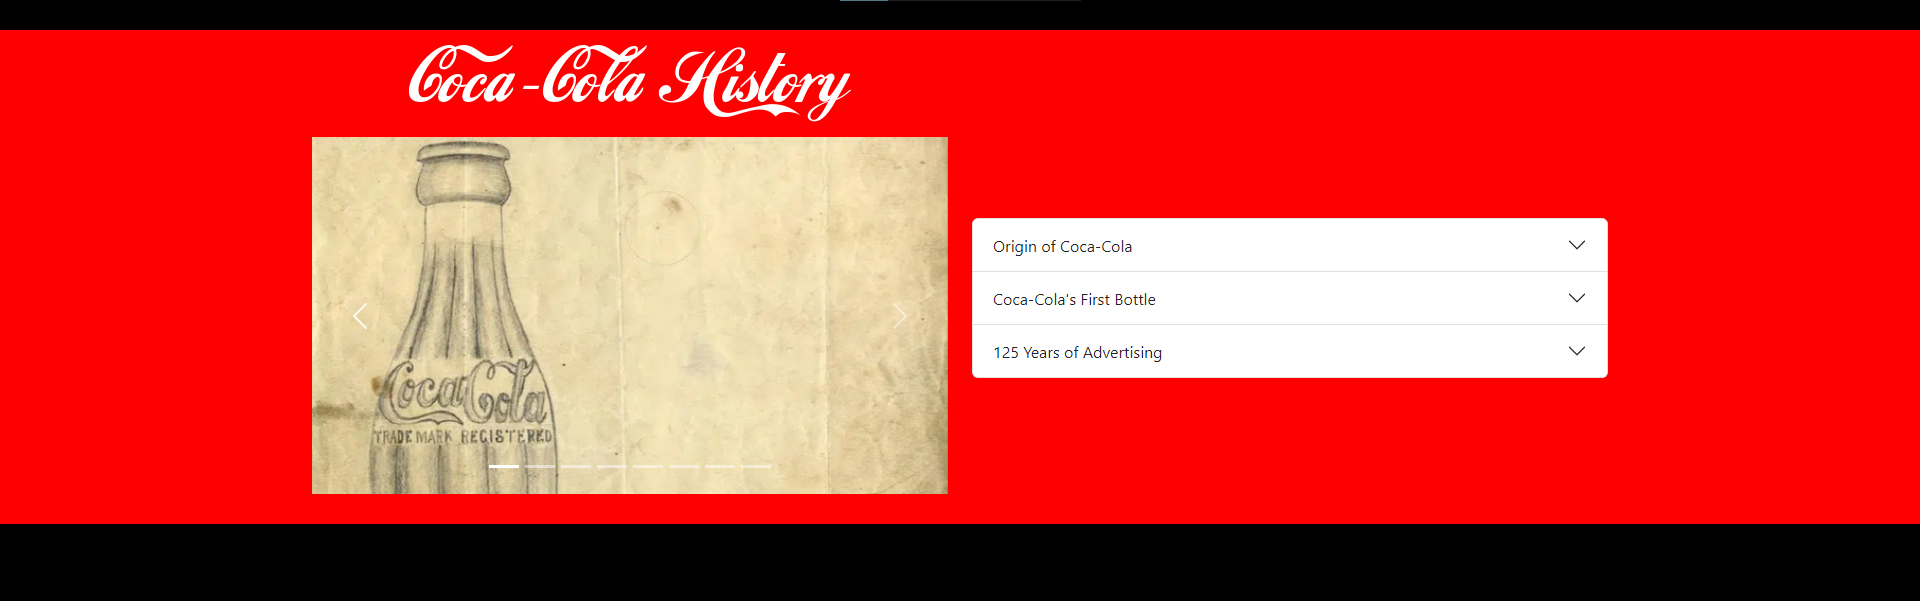 Coca-Cola History
Coca Cola
TRADE MARK REGISTERED
Origin of Coca-Cola
Coca-Cola's First Bottle
125 Years of Advertising